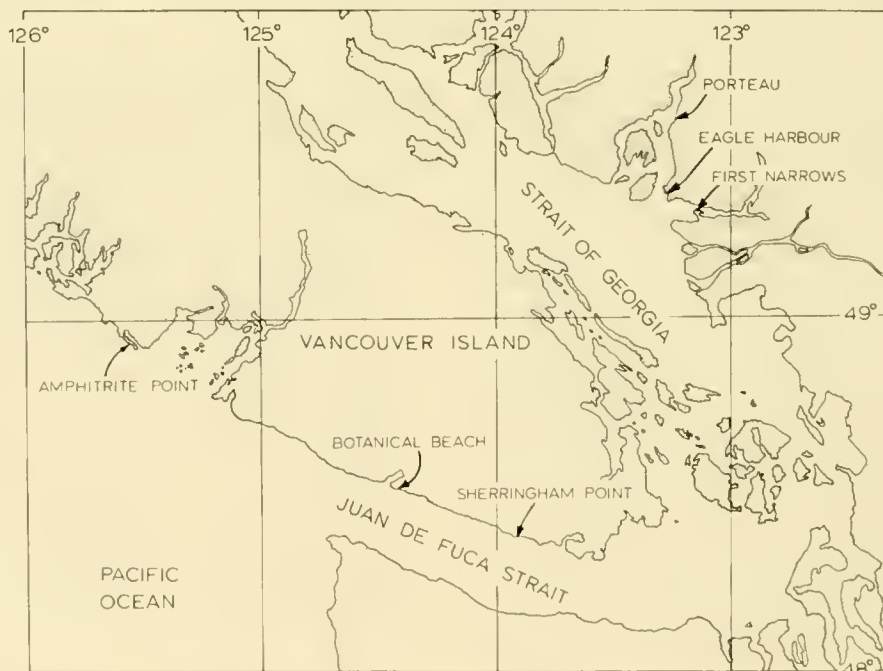 126°
125°
124°
123°
PORTEAU
EAGLE HARBOUR
FIRST NARROWS
STRAIT OF GEORGIA
49°
VANCOUVER ISLAND
AMPHITRITE POINT
BOTANICAL BEACH
SHERRINGHAM POINT
JUAN DE FUCA STRAIT
PACIFIC
OCEAN
48°